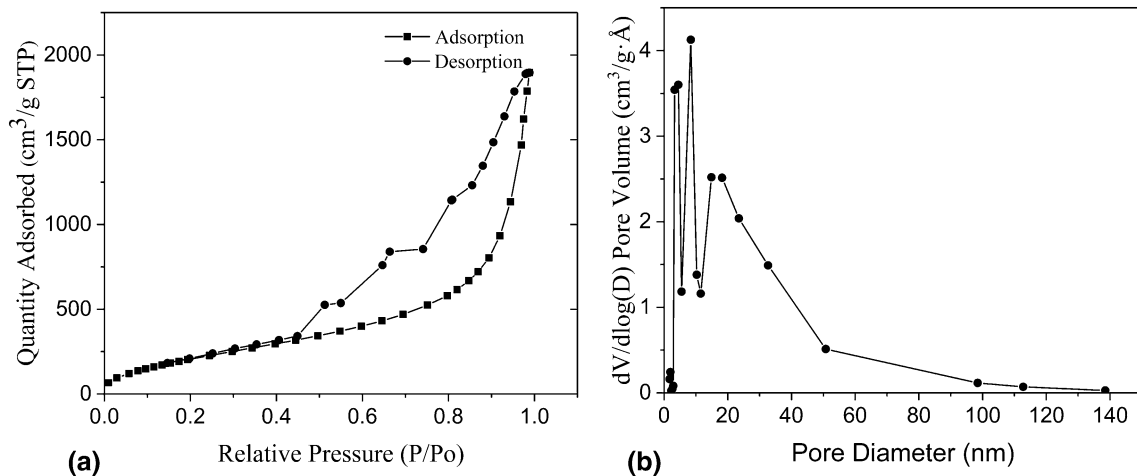 Quantity Adsorbed (cm³/g STP)
2000
1500
1000
500
0
Adsorption
Desorption
0.0 0.2 0.4 0.6 0.8 1.0
Relative Pressure (P/Po)
(a)
dV/dlog(D) Pore Volume (cm³/g·Å)
4
3
2
1
0
0 20 40 60 80 100 120 140
Pore Diameter (nm)
(b)